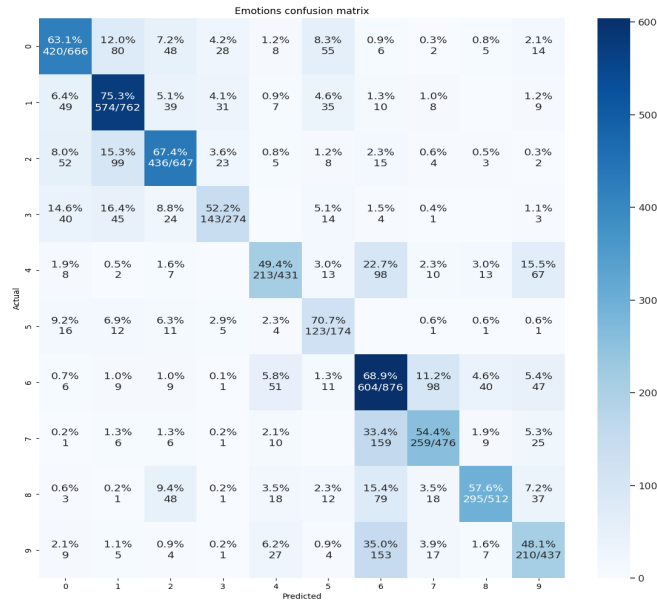 Emotions confusion matrix
600
0 63.1% 12.0% 7.2% 4.2% 1.2% 8.3% 0.9% 0.3% 0.8% 2.1%
420/666 80 48 28 8 55 6 2 5 14
1 6.4% 75.3% 5.1% 4.1% 0.9% 4.6% 1.3% 1.0% 1.2%
49 574/762 39 31 7 35 10 8 9
500
2 8.0% 15.3% 67.4% 3.6% 0.8% 1.2% 2.3% 0.6% 0.5% 0.3%
52 99 436/647 23 5 8 15 4 3 2
400
3 14.6% 16.4% 8.8% 52.2% 5.1% 1.5% 0.4% 1.1%
40 45 24 143/274 14 4 1 3
4 1.9% 0.5% 1.6% 49.4% 3.0% 22.7% 2.3% 3.0% 15.5%
8 2 7 213/431 13 98 10 13 67
Actual
300
5 9.2% 6.9% 6.3% 2.9% 2.3% 70.7% 0.6% 0.6% 0.6%
16 12 11 5 4 123/174 1 1 1
6 0.7% 1.0% 1.0% 0.1% 5.8% 1.3% 68.9% 11.2% 4.6% 5.4%
6 9 9 1 51 11 604/876 98 40 47
200
7 0.2% 1.3% 1.3% 0.2% 2.1% 33.4% 54.4% 1.9% 5.3%
1 6 6 1 10 159 259/476 9 25
100
8 0.6% 0.2% 9.4% 0.2% 3.5% 2.3% 15.4% 3.5% 57.6% 7.2%
3 1 48 1 18 12 79 18 295/512 37
9 2.1% 1.1% 0.9% 0.2% 6.2% 0.9% 35.0% 3.9% 1.6% 48.1%
9 5 4 1 27 4 153 17 7 210/437
0
0 1 2 3 4 5 6 7 8 9
Predicted